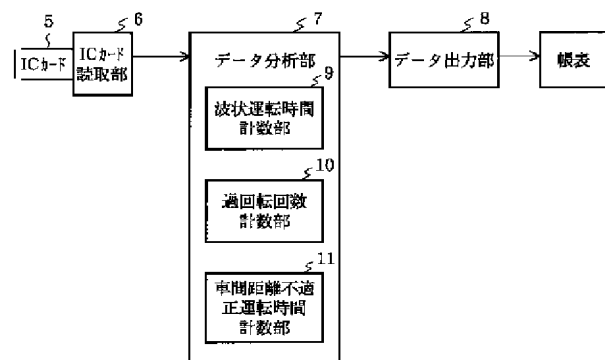 5
6
7
8
ICカード
ICカード
読取部
データ分析部
データ出力部
帳表
9
波状運転時間
計数部
10
過回転回数
計数部
11
車間距離不適
正運転時間
計数部